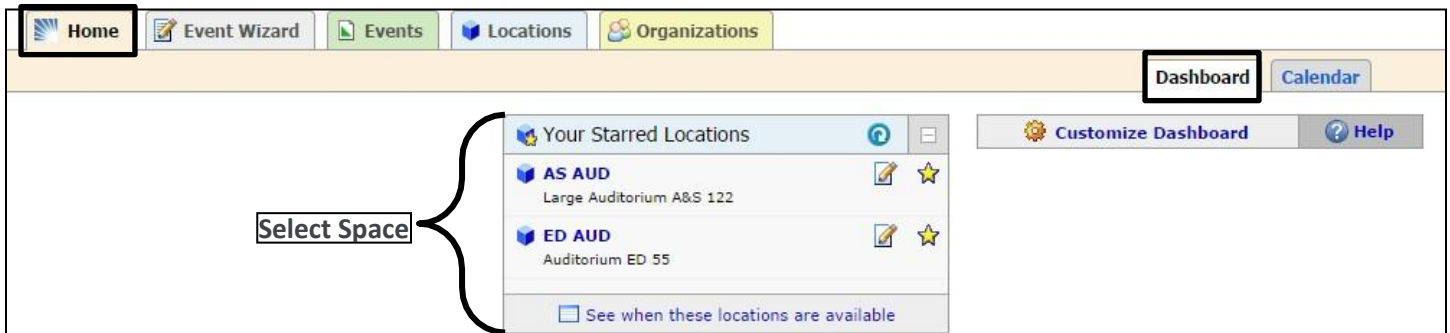 Home Event Wizard Events Locations Organizations
Dashboard Calendar
Your Starred Locations
Customize Dashboard Help
AS AUD
Large Auditorium A&S 122
Select Space
ED AUD
Auditorium ED 55
See when these locations are available